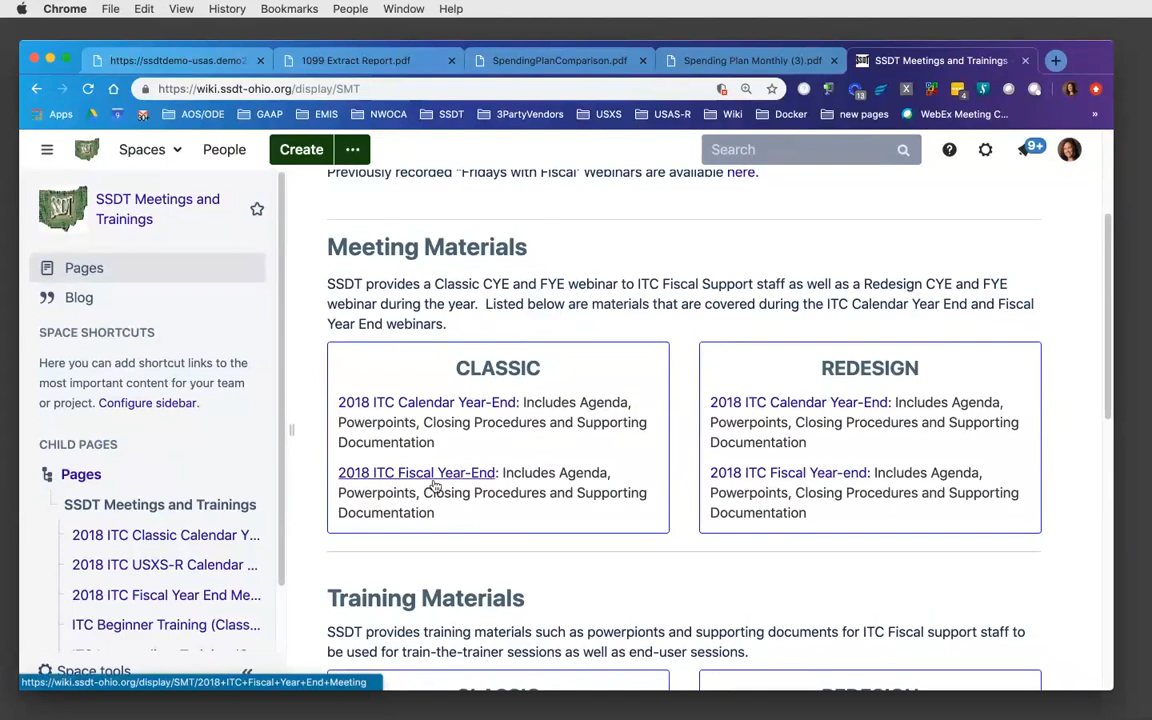 Chrome File Edit View History Bookmarks People Window Help
https://ssdtdemo-usas.demo2 1099 Extract Report.pdf SpendingPlanComparison.pdf Spending Plan Monthly (3).pdf SSDT Meetings and Trainings
https://wiki.ssdt-ohio.org/display/SMT
Apps AOS/ODE GAAP EMIS NWOCA SSDT 3PartyVendors USXS USAS-R Wiki Docker new pages WebEx Meeting C... »
Spaces People Create ... Search 9+
SSDT Meetings and
Trainings
Pages
Blog
SPACE SHORTCUTS
Here you can add shortcut links to the
most important content for your team
or project. Configure sidebar.
CHILD PAGES
Pages
SSDT Meetings and Trainings
2018 ITC Classic Calendar Y...
2018 ITC USXS-R Calendar ...
2018 ITC Fiscal Year End Me...
ITC Beginner Training (Class...
Space tools
https://wiki.ssdt-ohio.org/display/SMT/2018+ITC+Fiscal+Year+End+Meeting
Previously recorded "Fridays with Fiscal' Webinars are available here.
Meeting Materials
SSDT provides a Classic CYE and FYE webinar to ITC Fiscal Support staff as well as a Redesign CYE and FYE
webinar during the year. Listed below are materials that are covered during the ITC Calendar Year End and Fiscal
Year End webinars.
CLASSIC
2018 ITC Calendar Year-End: Includes Agenda,
Powerpoints, Closing Procedures and Supporting
Documentation
2018 ITC Fiscal Year-End: Includes Agenda,
Powerpoints, Closing Procedures and Supporting
Documentation
REDESIGN
2018 ITC Calendar Year-End: Includes Agenda,
Powerpoints, Closing Procedures and Supporting
Documentation
2018 ITC Fiscal Year-end: Includes Agenda,
Powerpoints, Closing Procedures and Supporting
Documentation
Training Materials
SSDT provides training materials such as powerpionts and supporting documents for ITC Fiscal support staff to
be used for train-the-trainer sessions as well as end-user sessions.
CLASSIC REDESIGN